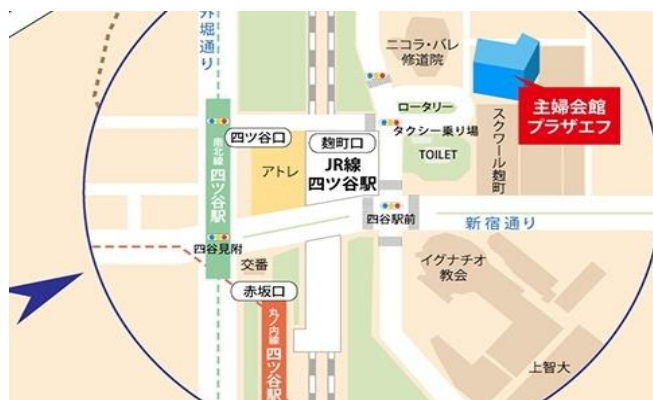 外堀通り
ニコラ・バレ
修道院
主婦会館
プラザエフ
ロータリー
タクシー乗り場
TOILET
スクワール麹町
四ツ谷口
麹町口
JR線
四ツ谷駅
アトレ
南北線 四ツ谷駅
四谷駅前
新宿通り
四谷見附
交番
イグナチオ
教会
赤坂口
丸ノ内線 四ツ谷駅
上智大